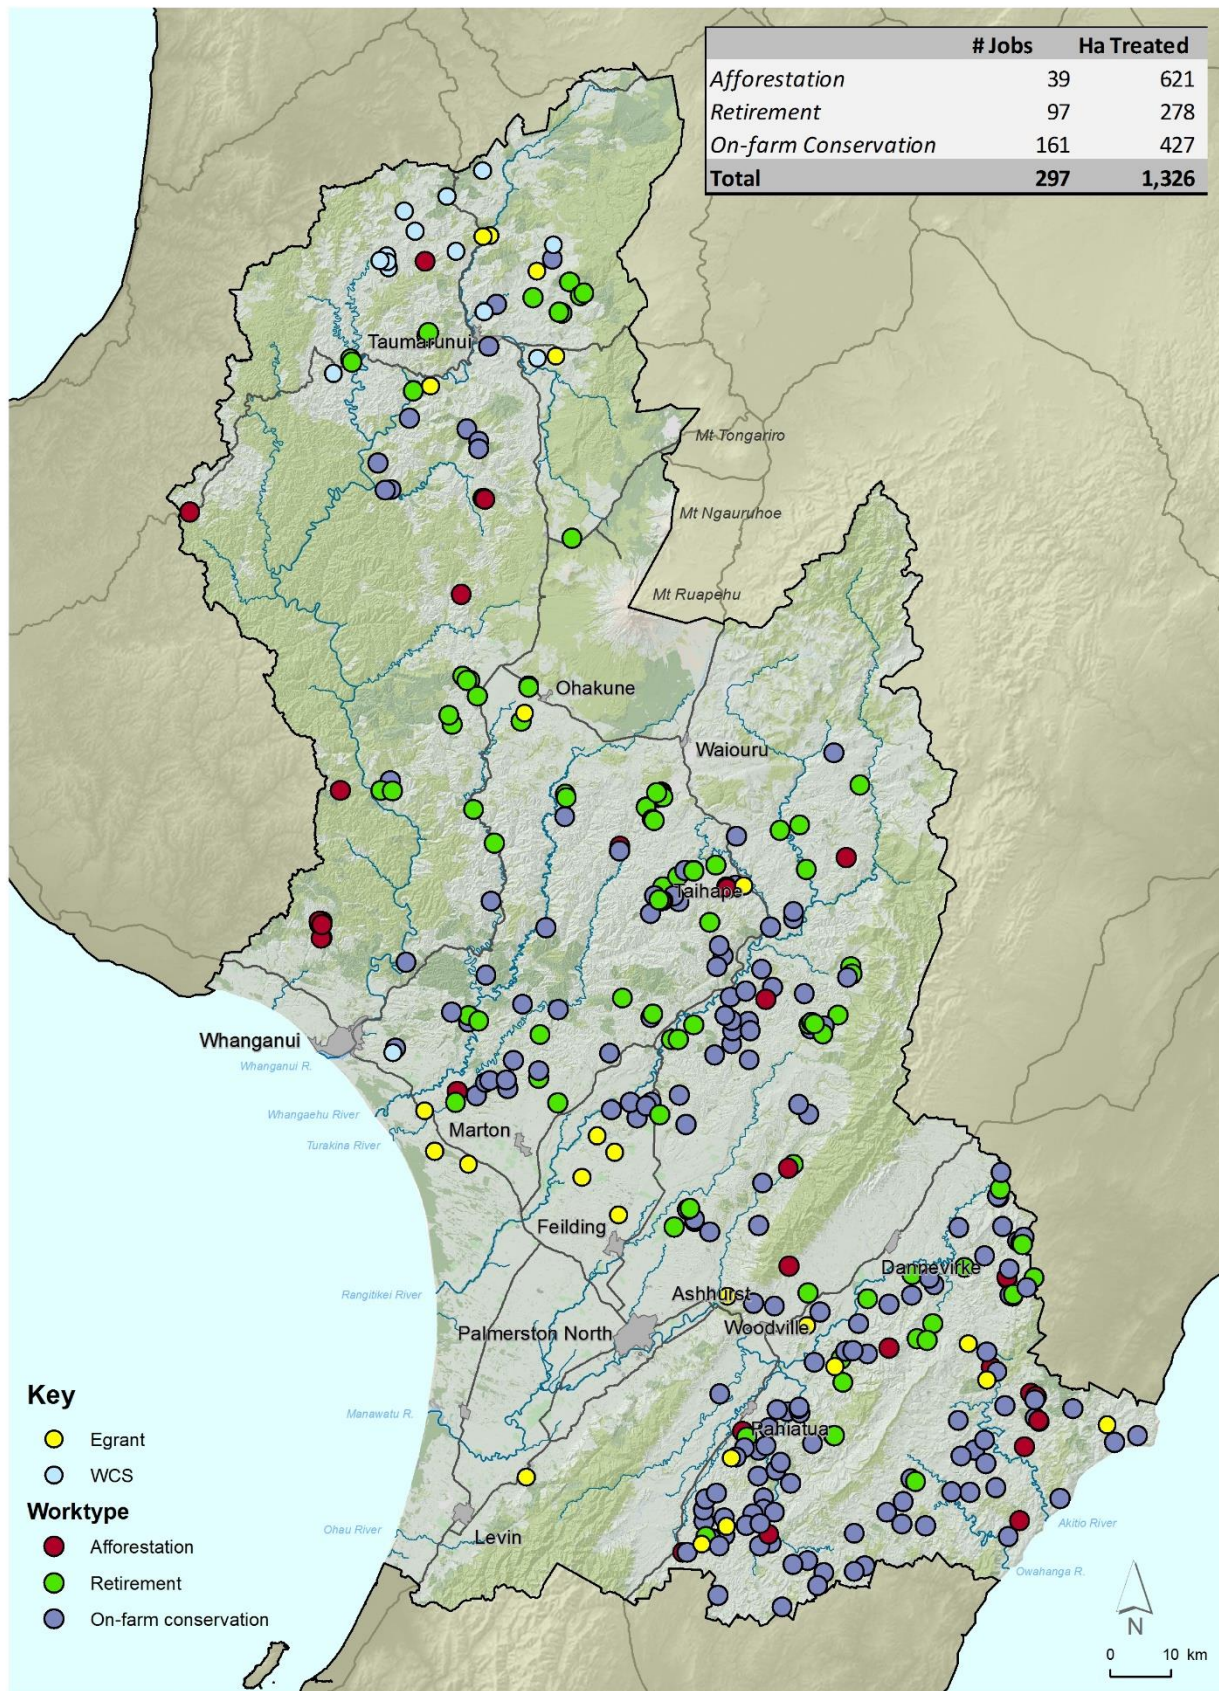 # Jobs Ha Treated
Afforestation 39 621
Retirement 97 278
On-farm Conservation 161 427
Total 297 1,326
Taumarunui
Mt Tongariro
Mt Ngauruhoe
Mt Ruapehu
Ohakune
Waiouru
Taihape
Whanganui
Whanganui R.
Whangaehu River
Marton
Turakina River
Feilding
Dannevirke
Rangitikei River
Ashhurst
Woodville
Palmerston North
Key
Manawatu R.
Pahiatua
Egrant
WCS
Worktype
Ohau River
Levin
Akitio River
Afforestation
Owahanga R.
Retirement
On-farm conservation
N
0 10 km